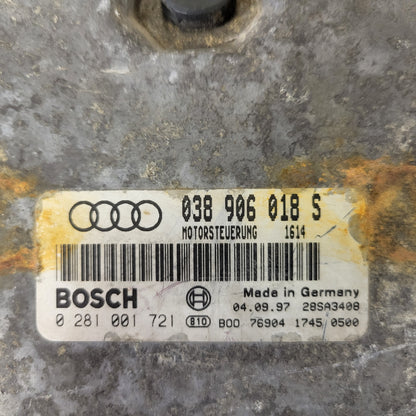 038 906 018 S
MOTORSTEUERUNG 1614
BOSCH Made in Germany
04.09.97 28SA3408
0 281 001 721 810 B00 76904 1745 0500